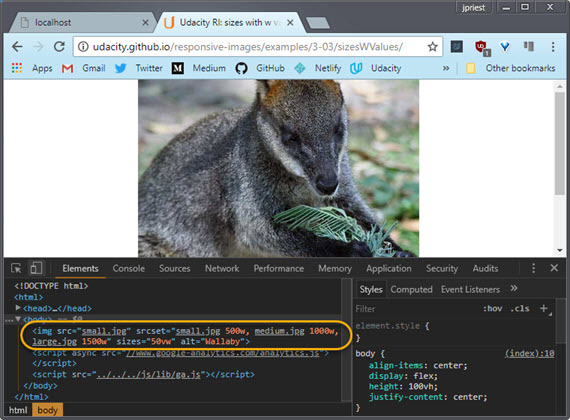 jpriest
localhost
Udacity RI: sizes with w va
udacity.github.io/responsive-images/examples/3-03/sizesWValues/
1
Apps Gmail Twitter Medium GitHub Netlify Udacity » Other bookmarks
Elements Console Sources Network Performance Memory Application Security Audits
<!DOCTYPE html>
<html>
<head>…</head>
<body> == $0
<img src="small.jpg" srcset="small.jpg 500w, medium.jpg 1000w,
large.jpg 1500w" sizes="50vw" alt="Wallaby">
<script async src="//www.google-analytics.com/analytics.js">
</script>
<script src="../../../js/lib/ga.js"></script>
</body>
</html>
html body
Styles Computed Event Listeners »
Filter :hov .cls +
element.style {
}
body { (index):10
align-items: center;
display: flex;
height: 100vh;
justify-content: center;